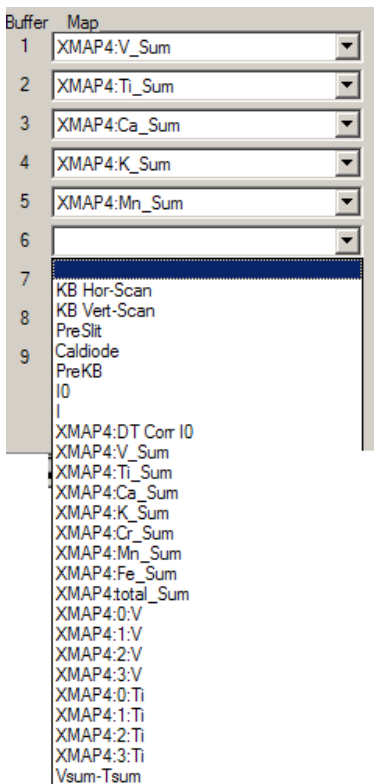 Buffer Map
1 XMAP4:V_Sum
2 XMAP4:Ti_Sum
3 XMAP4:Ca_Sum
4 XMAP4:K_Sum
5 XMAP4:Mn_Sum
6
7
8
9
KB Hor-Scan
KB Vert-Scan
PreSlit
Caldiode
PreKB
I0
I
XMAP4:DT Corr I0
XMAP4:V_Sum
XMAP4:Ti_Sum
XMAP4:Ca_Sum
XMAP4:K_Sum
XMAP4:Cr_Sum
XMAP4:Mn_Sum
XMAP4:Fe_Sum
XMAP4:total_Sum
XMAP4:0:V
XMAP4:1:V
XMAP4:2:V
XMAP4:3:V
XMAP4:0:Ti
XMAP4:1:Ti
XMAP4:2:Ti
XMAP4:3:Ti
Vsum-Tsum